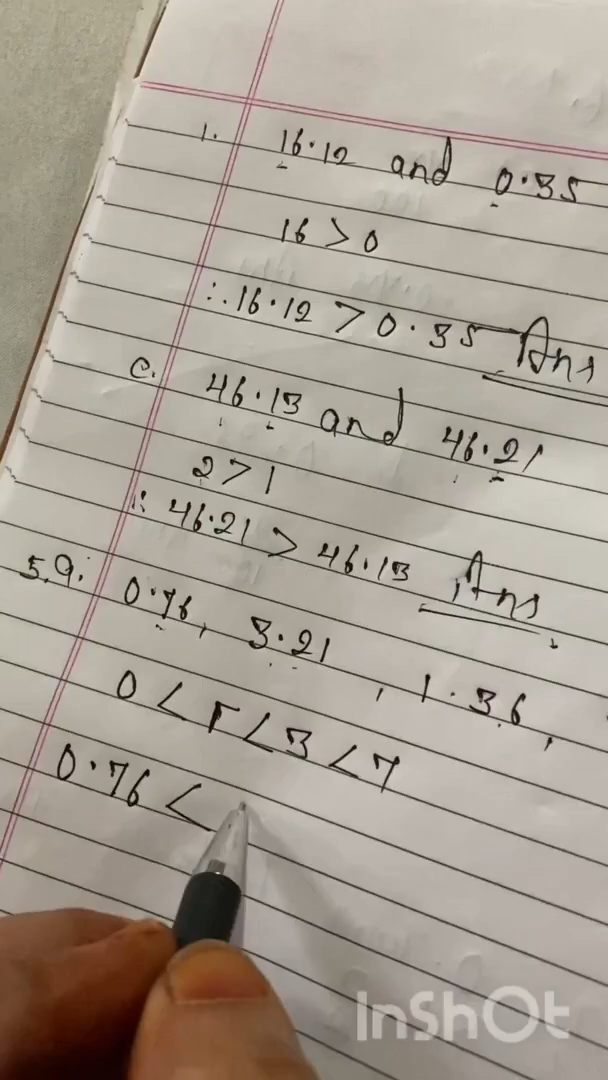 1. 16.12 and 0.35
16 > 0
∴ 16.12 > 0.35 Ans
c. 46.13 and 46.21
2 > 1
∴ 46.21 > 46.13 Ans
5.a. 0.76, 3.21, 1.36,
0 < 1 < 3 < 7
0.76 <
InShOt